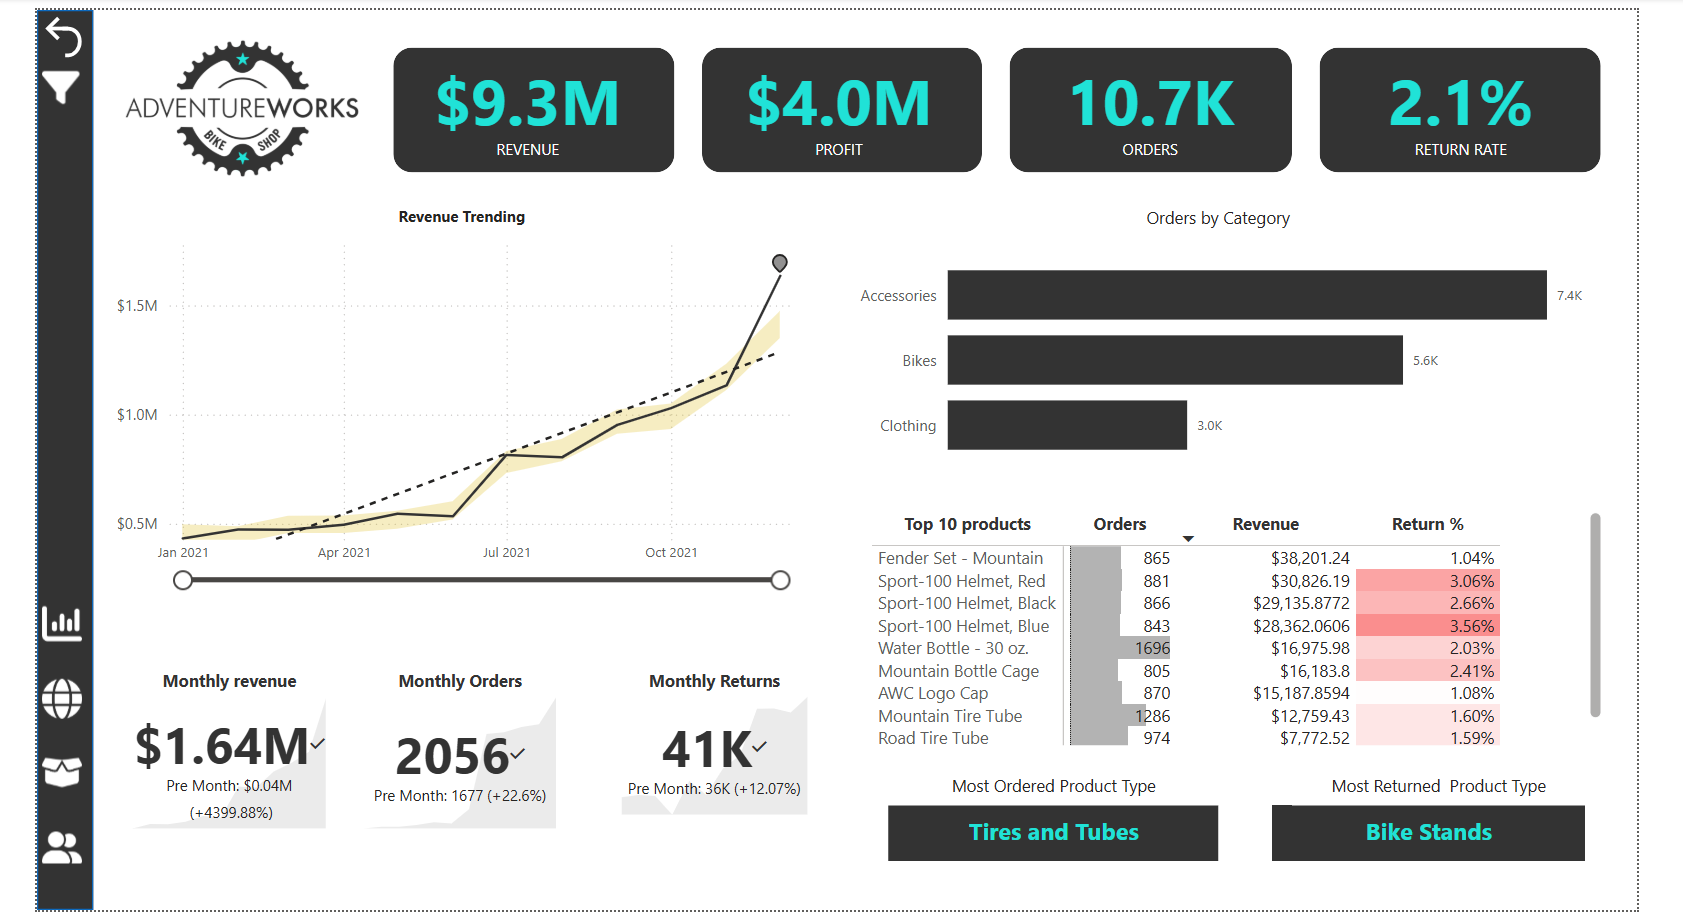 ADVENTUREWORKS
BIKE SHOP
$9.3M
REVENUE
$4.0M
PROFIT
10.7K
ORDERS
2.1%
RETURN RATE
Revenue Trending
$1.5M
$1.0M
$0.5M
Jan 2021 Apr 2021 Jul 2021 Oct 2021
Orders by Category
Accessories 7.4K
Bikes 5.6K
Clothing 3.0K
Top 10 products Orders Revenue Return %
Fender Set - Mountain 865 $38,201.24 1.04%
Sport-100 Helmet, Red 881 $30,826.19 3.06%
Sport-100 Helmet, Black 866 $29,135.8772 2.66%
Sport-100 Helmet, Blue 843 $28,362.0606 3.56%
Water Bottle - 30 oz. 1696 $16,975.98 2.03%
Mountain Bottle Cage 805 $16,183.8 2.41%
AWC Logo Cap 870 $15,187.8594 1.08%
Mountain Tire Tube 1286 $12,759.43 1.60%
Road Tire Tube 974 $7,772.52 1.59%
Monthly revenue
$1.64M
Pre Month: $0.04M
(+4399.88%)
Monthly Orders
2056
Pre Month: 1677 (+22.6%)
Monthly Returns
41K
Pre Month: 36K (+12.07%)
Most Ordered Product Type
Tires and Tubes
Most Returned Product Type
Bike Stands